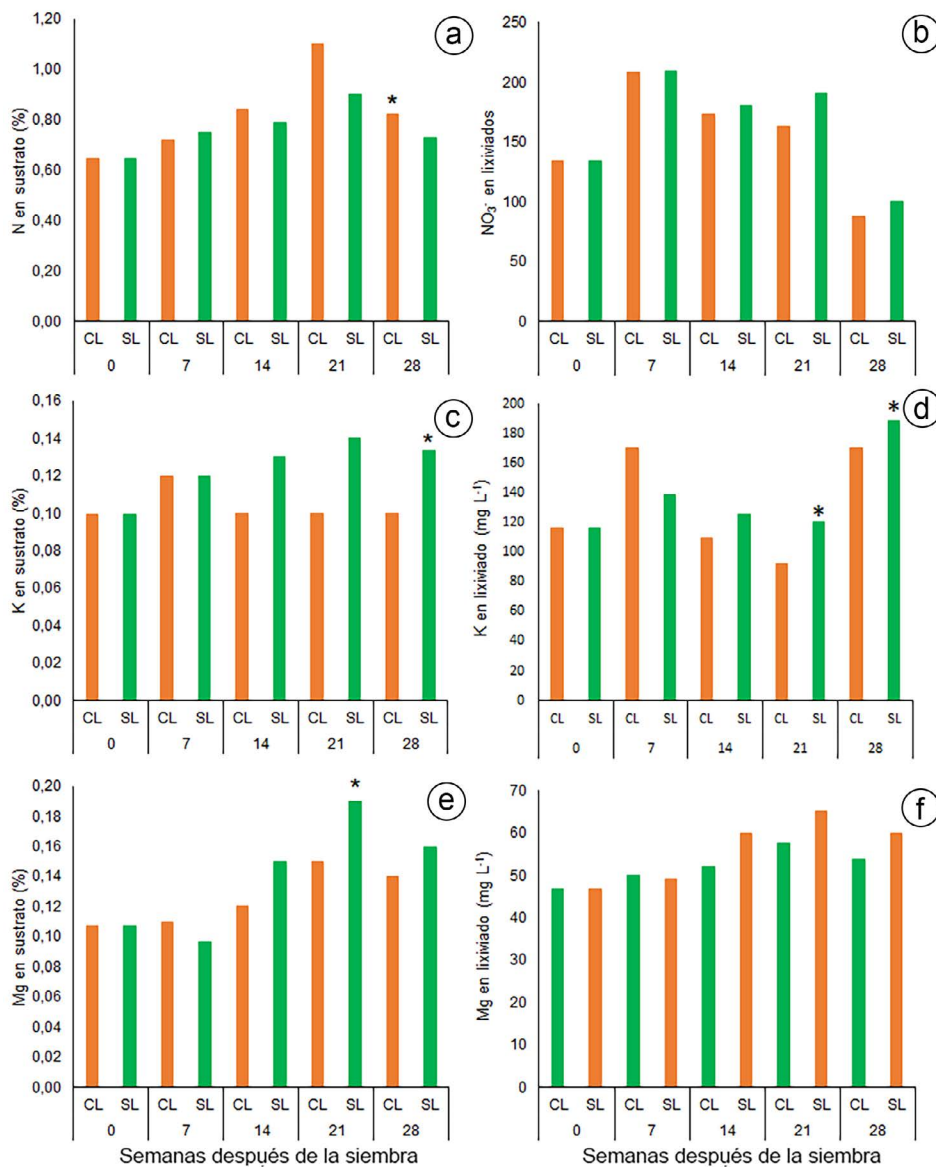 a
N en sustrato (%)
1,20
1,00
0,80
0,60
0,40
0,20
0,00
*
CL SL CL SL CL SL CL SL CL SL
0 7 14 21 28
b
NO3- en lixiviados
250
200
150
100
50
0
CL SL CL SL CL SL CL SL CL SL
0 7 14 21 28
c
K en sustrato (%)
0,16
0,14
0,12
0,10
0,08
0,06
0,04
0,02
0,00
*
CL SL CL SL CL SL CL SL CL SL
0 7 14 21 28
d
K en lixiviado (mg L-1)
200
180
160
140
120
100
80
60
40
20
0
* *
CL SL CL SL CL SL CL SL CL SL
0 7 14 21 28
e
Mg en sustrato (%)
0,20
0,18
0,16
0,14
0,12
0,10
0,08
0,06
0,04
0,02
0,00
*
CL SL CL SL CL SL CL SL CL SL
0 7 14 21 28
Semanas después de la siembra
f
Mg en lixiviado (mg L-1)
70
60
50
40
30
20
10
0
CL SL CL SL CL SL CL SL CL SL
0 7 14 21 28
Semanas después de la siembra